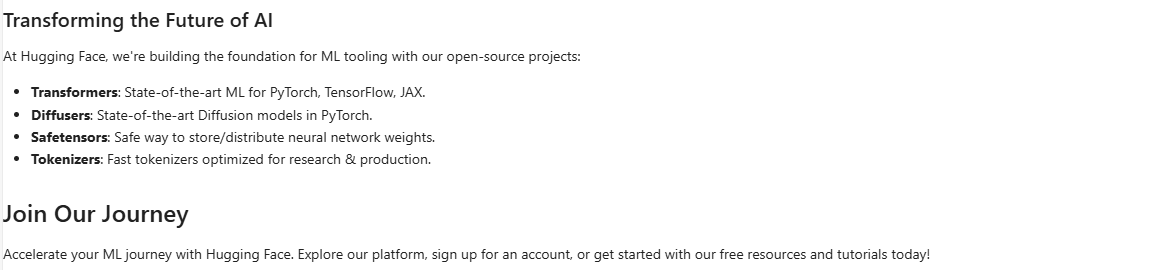 Transforming the Future of AI
At Hugging Face, we're building the foundation for ML tooling with our open-source projects:
• Transformers: State-of-the-art ML for PyTorch, TensorFlow, JAX.
• Diffusers: State-of-the-art Diffusion models in PyTorch.
• Safetensors: Safe way to store/distribute neural network weights.
• Tokenizers: Fast tokenizers optimized for research & production.
Join Our Journey
Accelerate your ML journey with Hugging Face. Explore our platform, sign up for an account, or get started with our free resources and tutorials today!